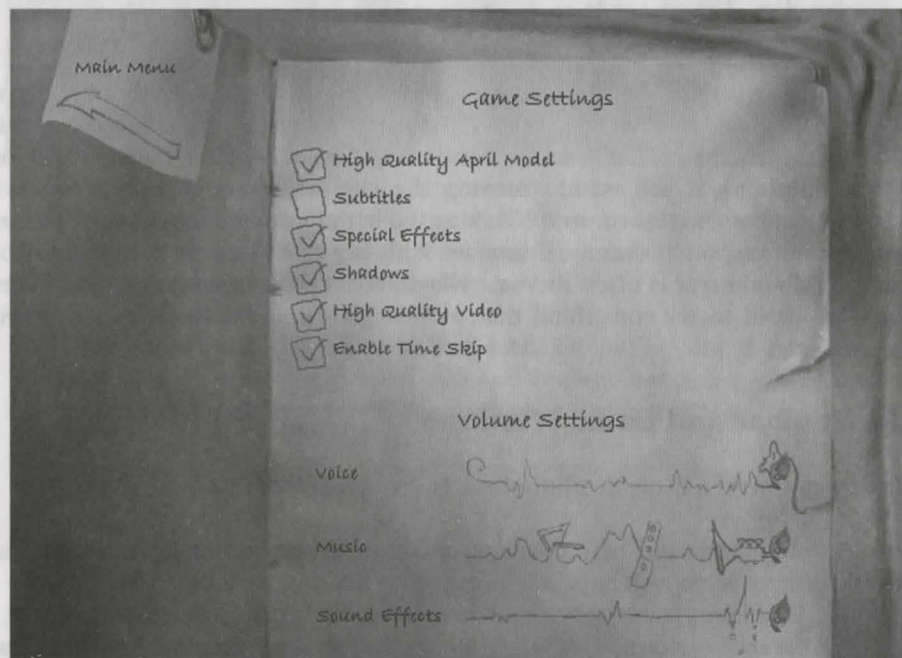 Main Menu
Game Settings
High Quality April Model
Subtitles
Special Effects
Shadows
High Quality Video
Enable Time Skip
Volume Settings
Voice
Music
Sound Effects